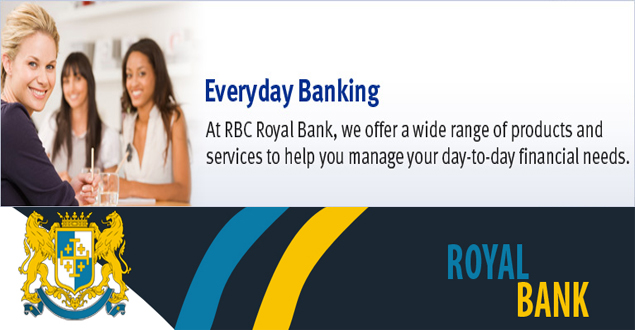 Everyday Banking
At RBC Royal Bank, we offer a wide range of products and
services to help you manage your day-to-day financial needs.
ROYAL
BANK